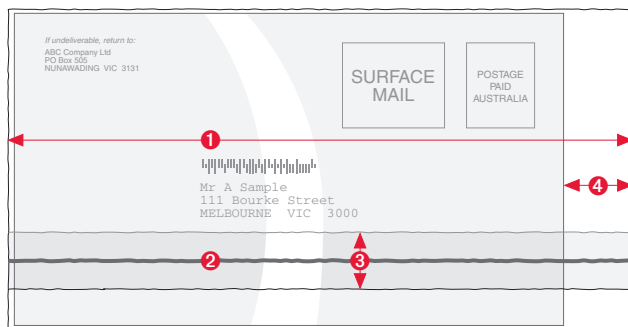 If undeliverable, return to:
ABC Company Ltd
PO Box 505
NUNAWADING VIC 3131
SURFACE
MAIL
POSTAGE
PAID
AUSTRALIA
1
4
Mr A Sample
111 Bourke Street
MELBOURNE VIC 3000
2
3